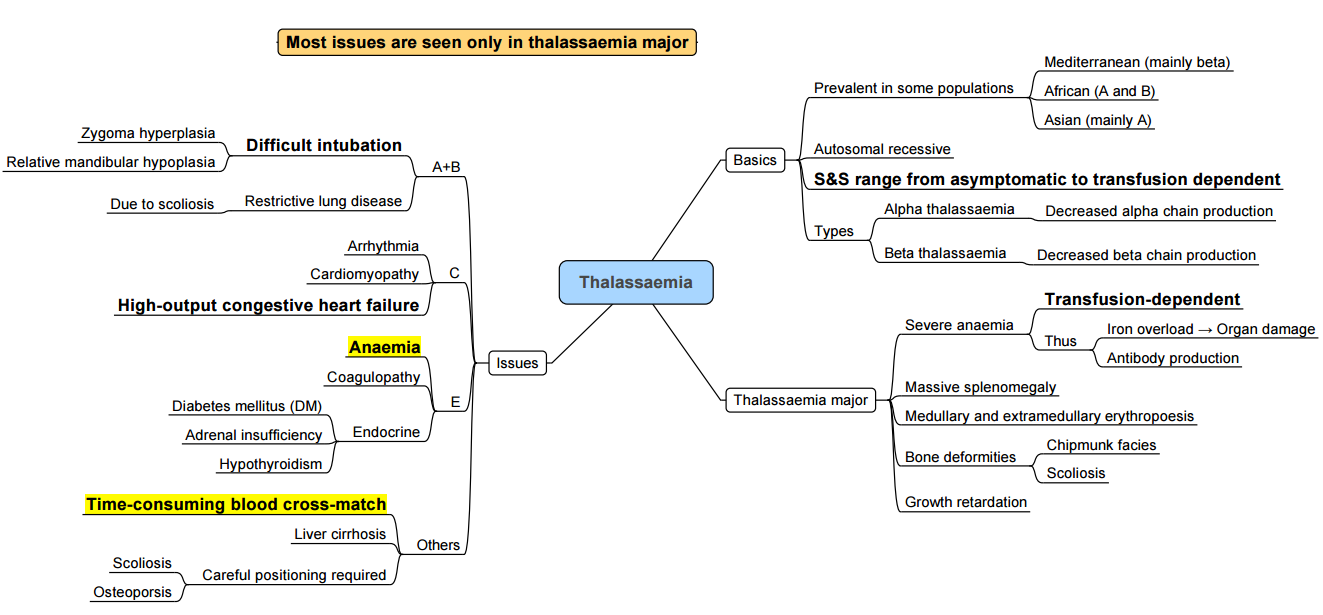 Most issues are seen only in thalassaemia major
Thalassaemia
Basics
Prevalent in some populations
Mediterranean (mainly beta)
African (A and B)
Asian (mainly A)
Autosomal recessive
S&S range from asymptomatic to transfusion dependent
Types
Alpha thalassaemia
Decreased alpha chain production
Beta thalassaemia
Decreased beta chain production
Thalassaemia major
Severe anaemia
Transfusion-dependent
Thus
Iron overload → Organ damage
Antibody production
Massive splenomegaly
Medullary and extramedullary erythropoesis
Bone deformities
Chipmunk facies
Scoliosis
Growth retardation
Issues
A+B
Difficult intubation
Zygoma hyperplasia
Relative mandibular hypoplasia
Restrictive lung disease
Due to scoliosis
C
Arrhythmia
Cardiomyopathy
High-output congestive heart failure
E
Anaemia
Coagulopathy
Endocrine
Diabetes mellitus (DM)
Adrenal insufficiency
Hypothyroidism
Others
Time-consuming blood cross-match
Liver cirrhosis
Careful positioning required
Scoliosis
Osteoporsis